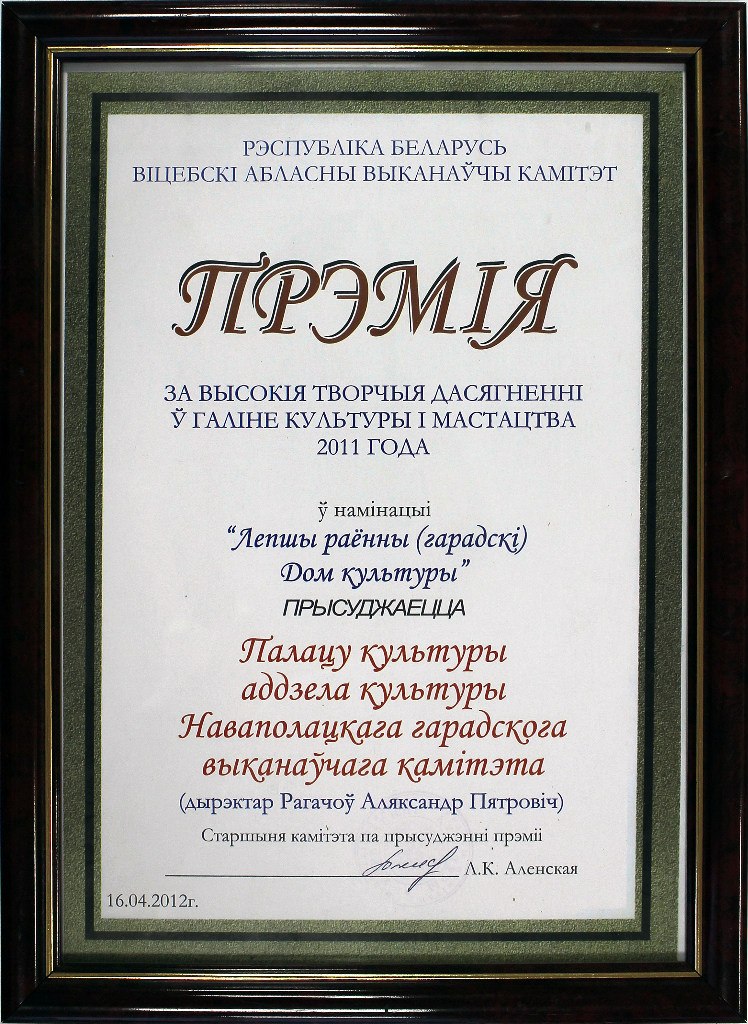 РЭСПУБЛІКА БЕЛАРУСЬ
ВІЦЕБСКІ АБЛАСНЫ ВЫКАНАЎЧЫ КАМІТЭТ
ПРЭМІЯ
ЗА ВЫСОКІЯ ТВОРЧЫЯ ДАСЯГНЕННІ
Ў ГАЛІНЕ КУЛЬТУРЫ І МАСТАЦТВА
2011 ГОДА
ў намінацыі
“Лепшы раённы (гарадскі)
Дом культуры”
ПРЫСУДЖАЕЦЦА
Палацу культуры
аддзела культуры
Наваполацкага гарадскога
выканаўчага камітэта
(дырэктар Рагачоў Аляксандр Пятровіч)
Старшыня камітэта па прысуджэнні прэміі
Л.К. Аленская
16.04.2012г.